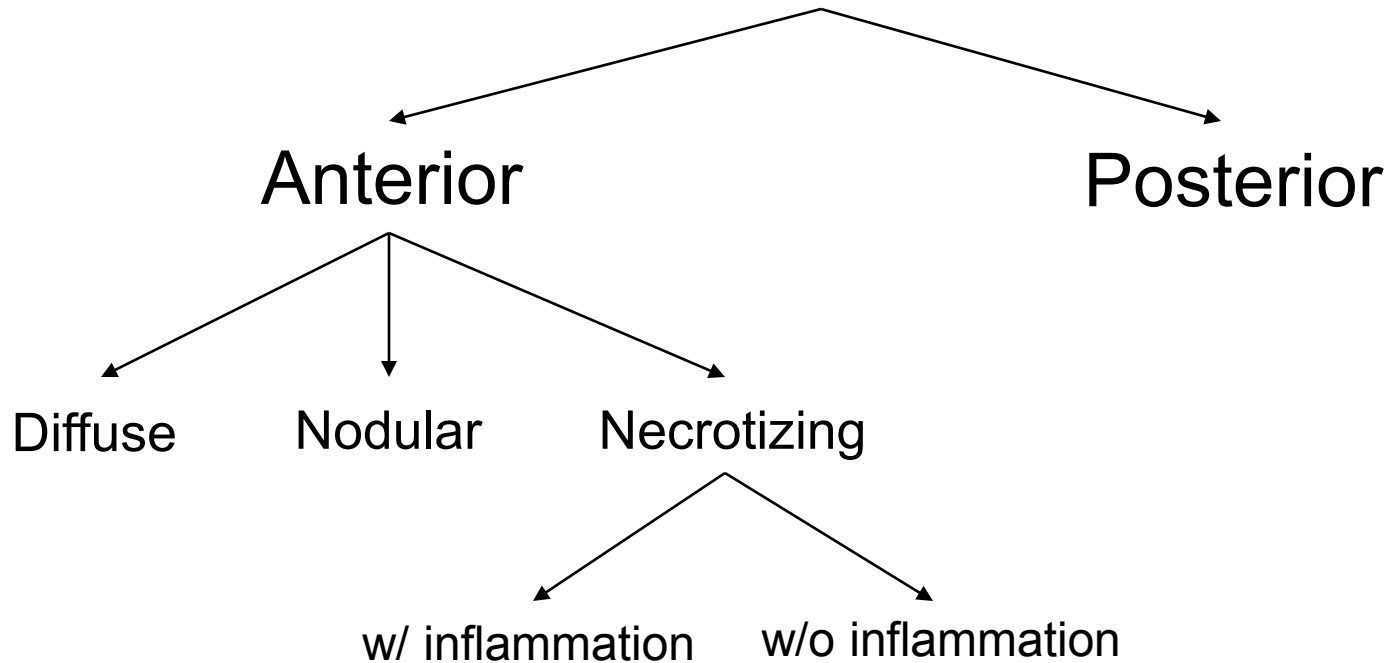 Anterior
Posterior
Diffuse
Nodular
Necrotizing
w/ inflammation
w/o inflammation